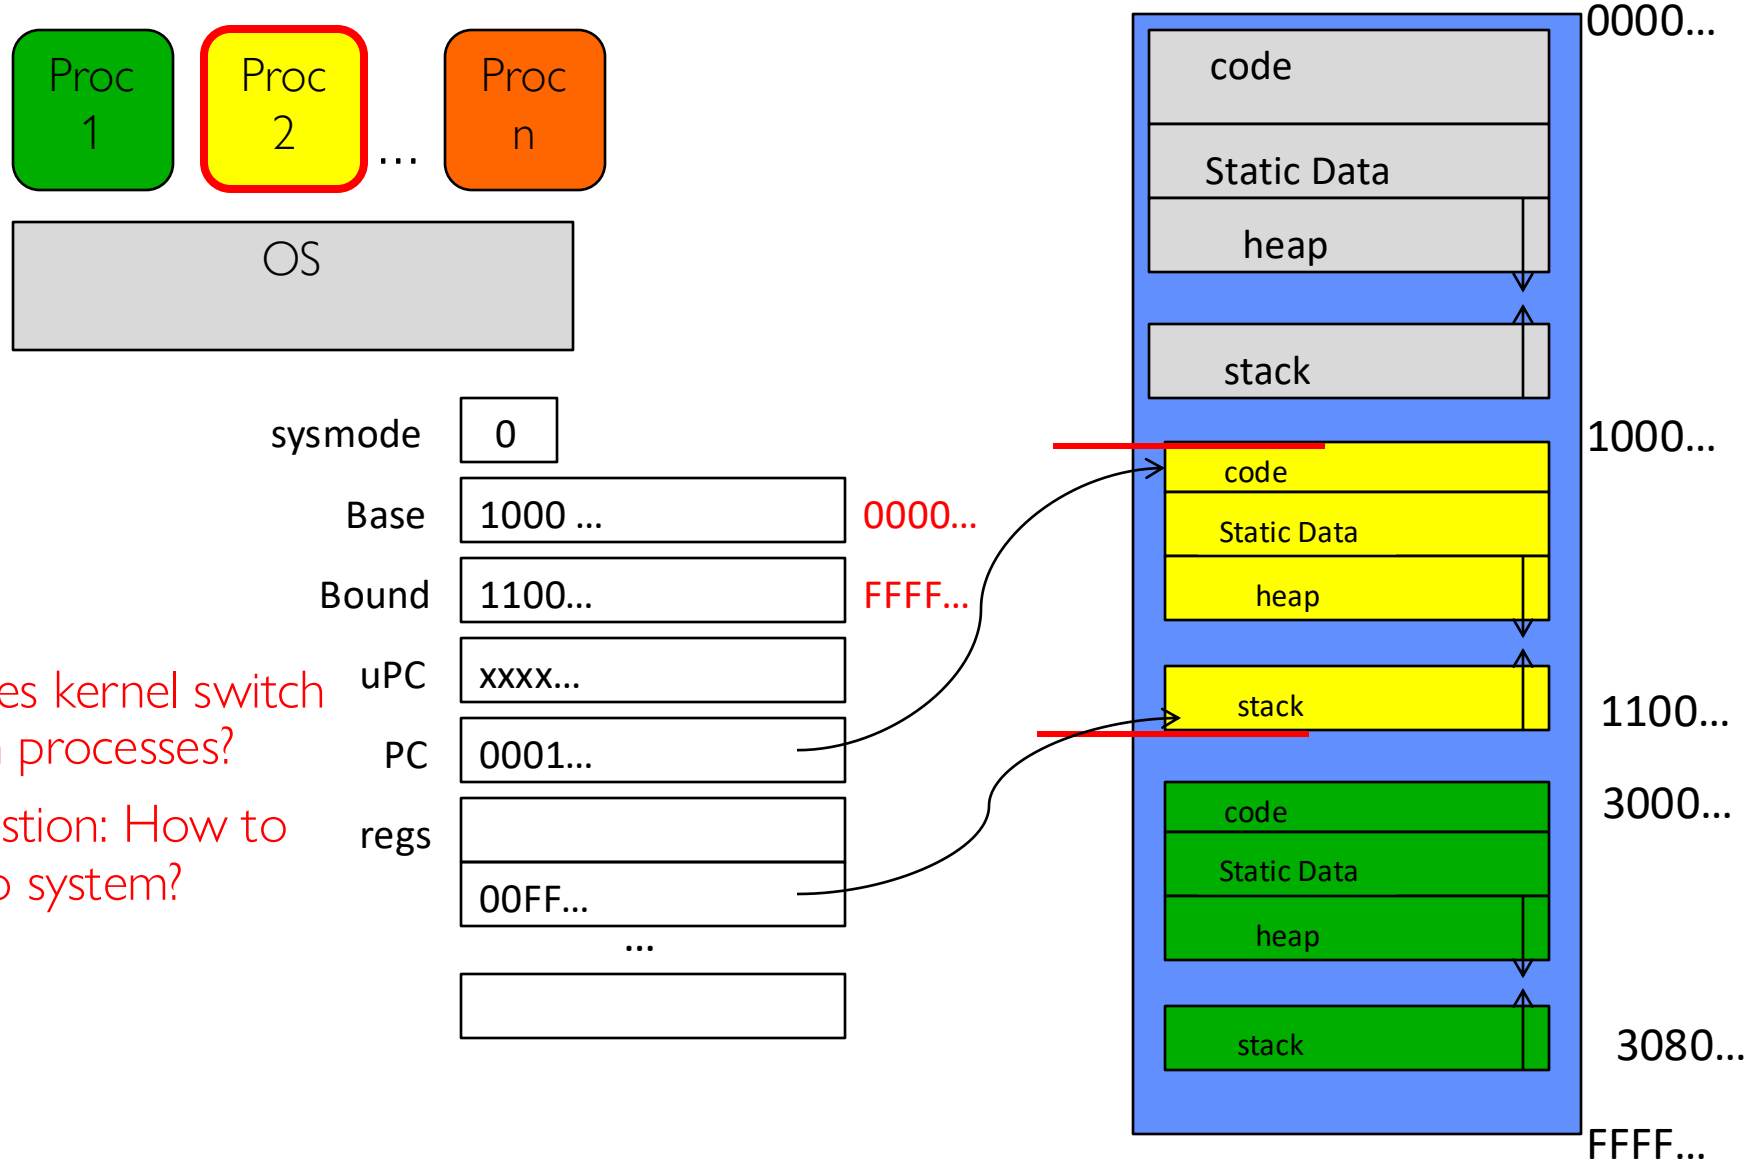 Proc
1
Proc
2
...
Proc
n
OS
sysmode
0
Base
1000 ...
0000...
Bound
1100...
FFFF...
uPC
xxxx...
PC
0001...
regs
00FF...
...
kernel switch
processes?
How to
system?
0000...
code
Static Data
heap
stack
1000...
code
Static Data
heap
stack
1100...
3000...
code
Static Data
heap
stack
3080...
FFFF...